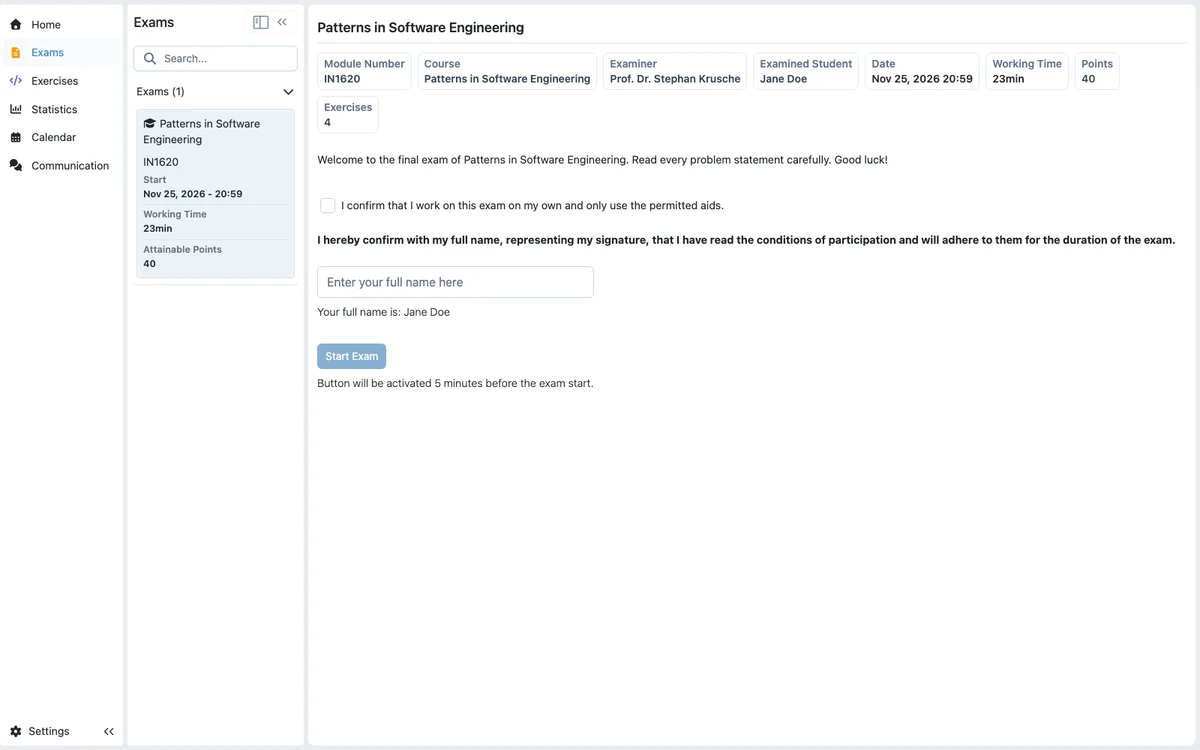 Home
Exams
Exercises
Statistics
Calendar
Communication
Settings
Exams
Search...
Exams (1)
Patterns in Software
Engineering
IN1620
Start
Nov 25, 2026 - 20:59
Working Time
23min
Attainable Points
40
Patterns in Software Engineering
Module Number
IN1620
Course
Patterns in Software Engineering
Examiner
Prof. Dr. Stephan Krusche
Examined Student
Jane Doe
Date
Nov 25, 2026 20:59
Working Time
23min
Points
40
Exercises
4
Welcome to the final exam of Patterns in Software Engineering. Read every problem statement carefully. Good luck!
I confirm that I work on this exam on my own and only use the permitted aids.
I hereby confirm with my full name, representing my signature, that I have read the conditions of participation and will adhere to them for the duration of the exam.
Enter your full name here
Your full name is: Jane Doe
Start Exam
Button will be activated 5 minutes before the exam start.